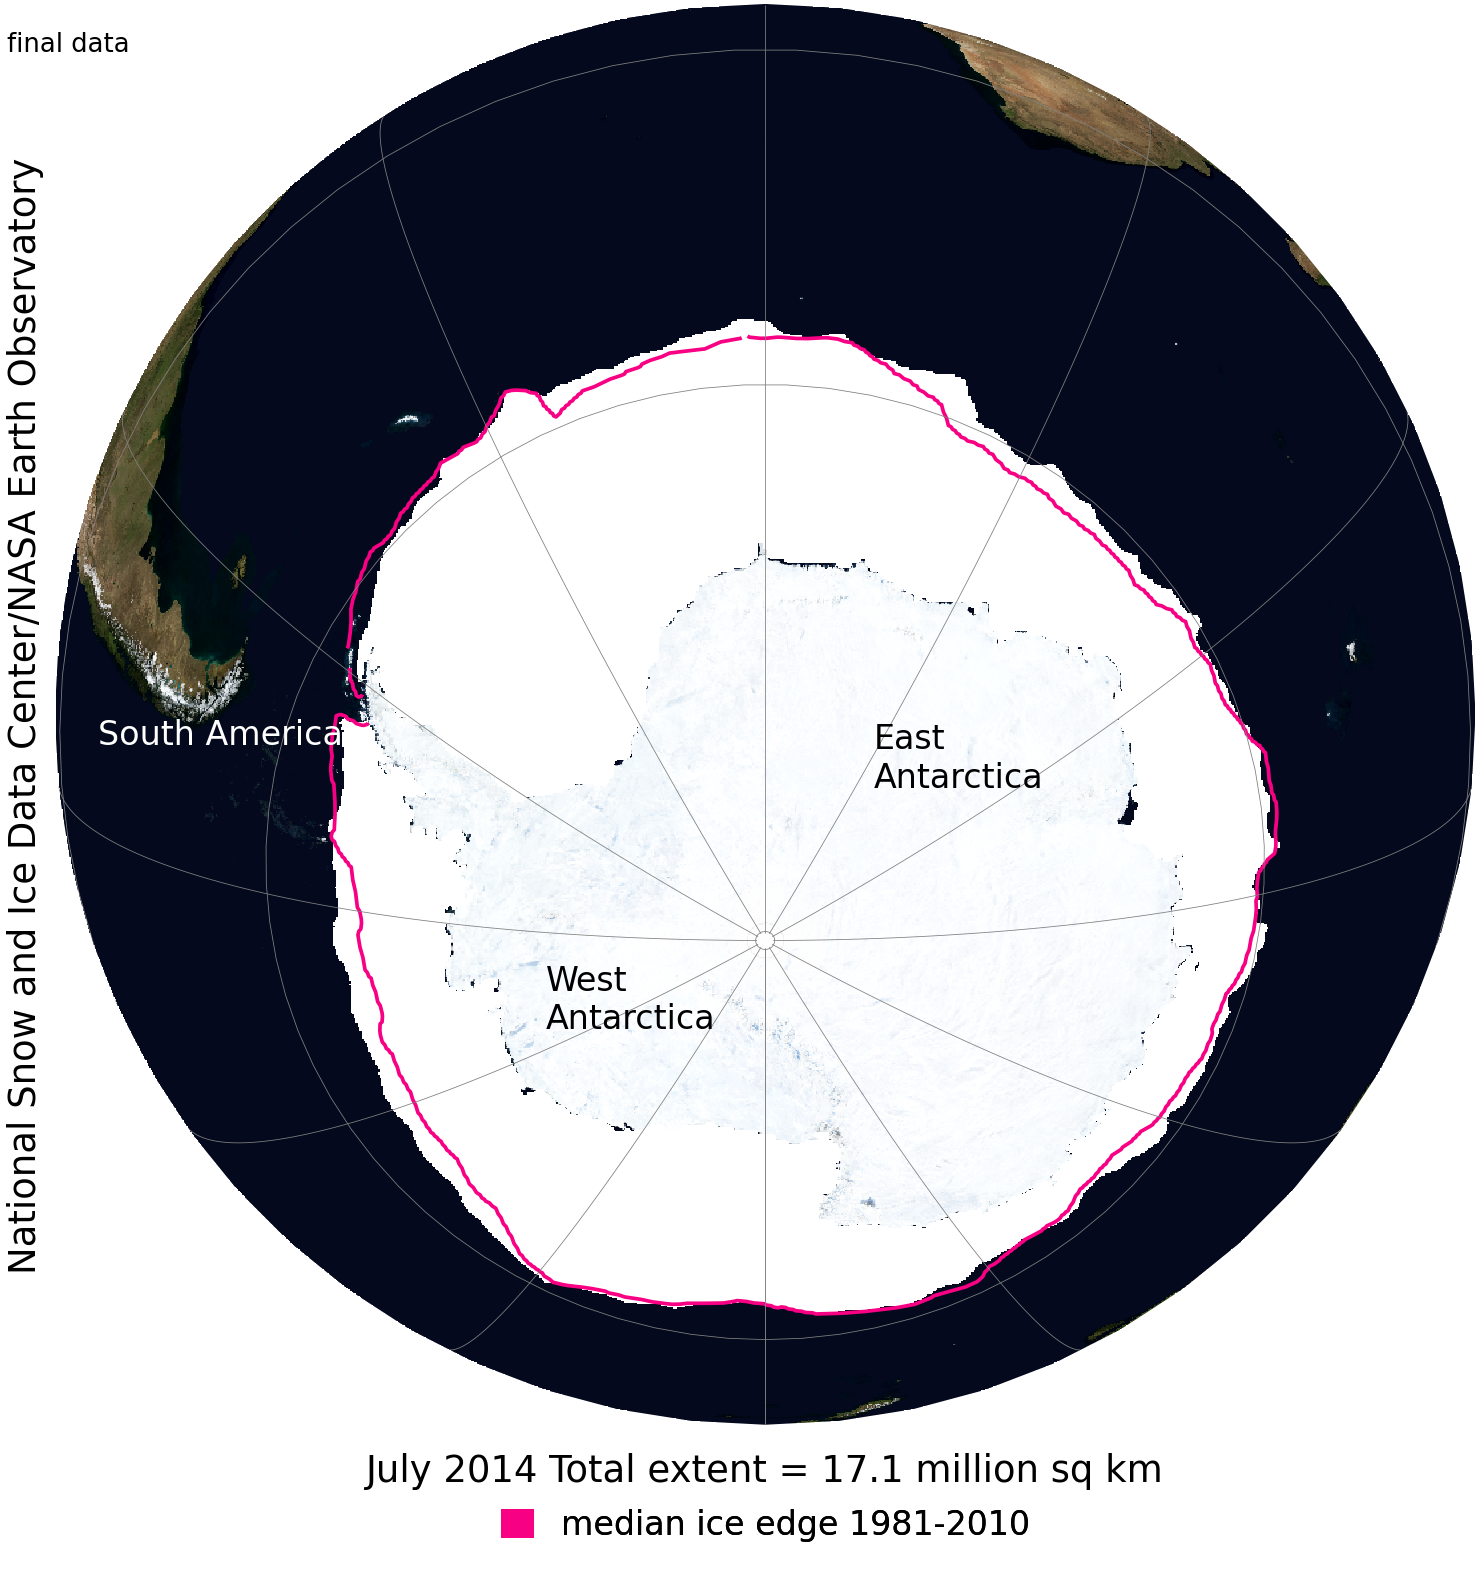 final data
National Snow and Ice Data Center/NASA Earth Observatory
South America
East
Antarctica
West
Antarctica
July 2014 Total extent = 17.1 million sq km
median ice edge 1981-2010